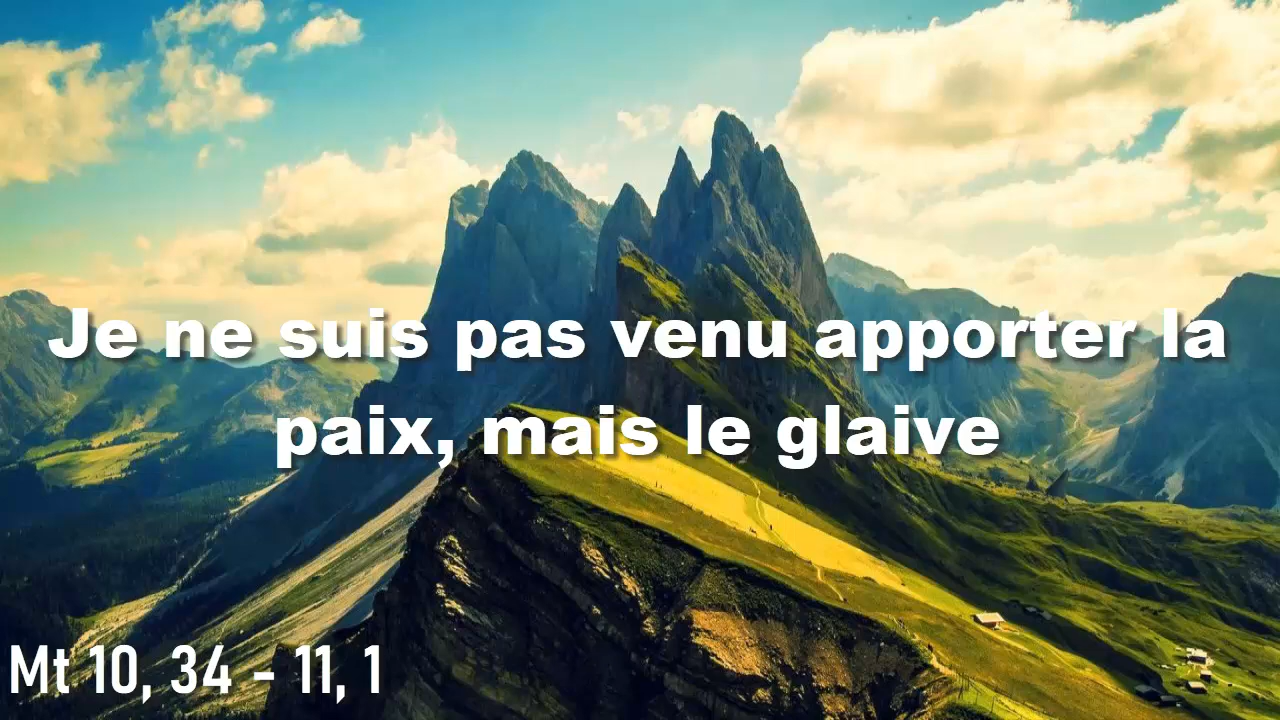 Je ne suis pas venu apporter la
paix, mais le glaive
Mt 10, 34 - 11, 1